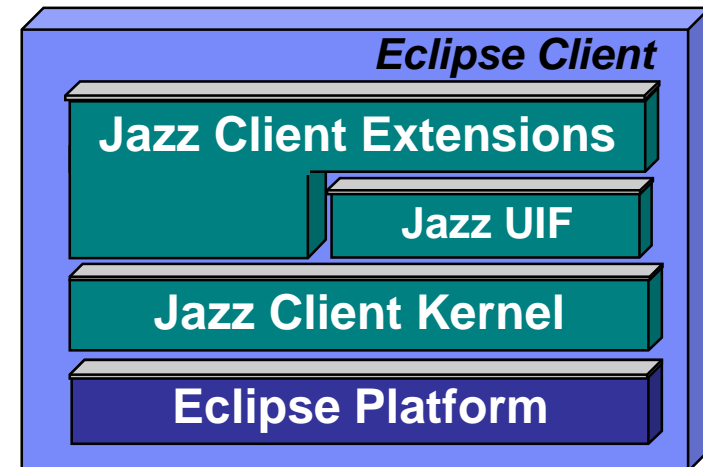 Eclipse Client
Jazz Client Extensions
Jazz UIF
Jazz Client Kernel
Eclipse Platform